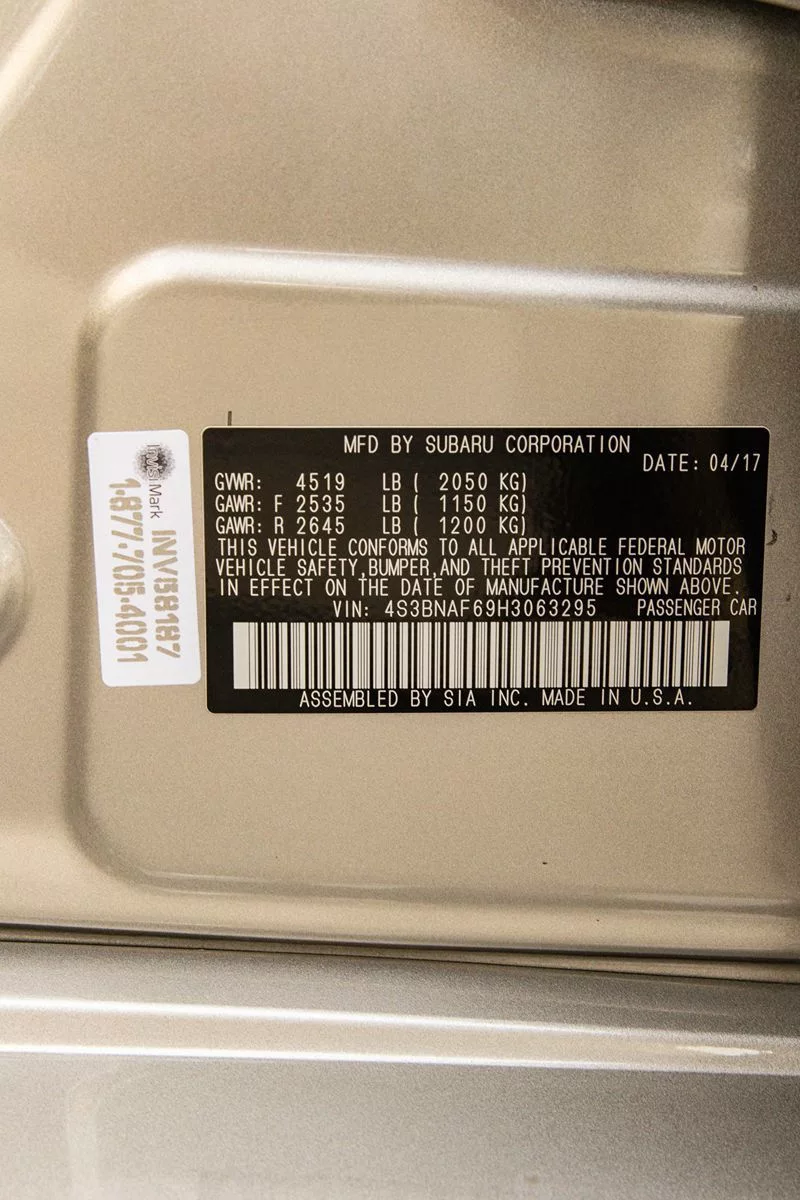 MFD BY SUBARU CORPORATION
DATE: 04/17
GVWR: 4519 LB ( 2050 KG)
GAWR: F 2535 LB ( 1150 KG)
GAWR: R 2645 LB ( 1200 KG)
THIS VEHICLE CONFORMS TO ALL APPLICABLE FEDERAL MOTOR
VEHICLE SAFETY,BUMPER,AND THEFT PREVENTION STANDARDS
IN EFFECT ON THE DATE OF MANUFACTURE SHOWN ABOVE.
VIN: 4S3BNAF69H3063295 PASSENGER CAR
ASSEMBLED BY SIA INC. MADE IN U.S.A.
InVisiMark
INV58187
1-877-705-4001